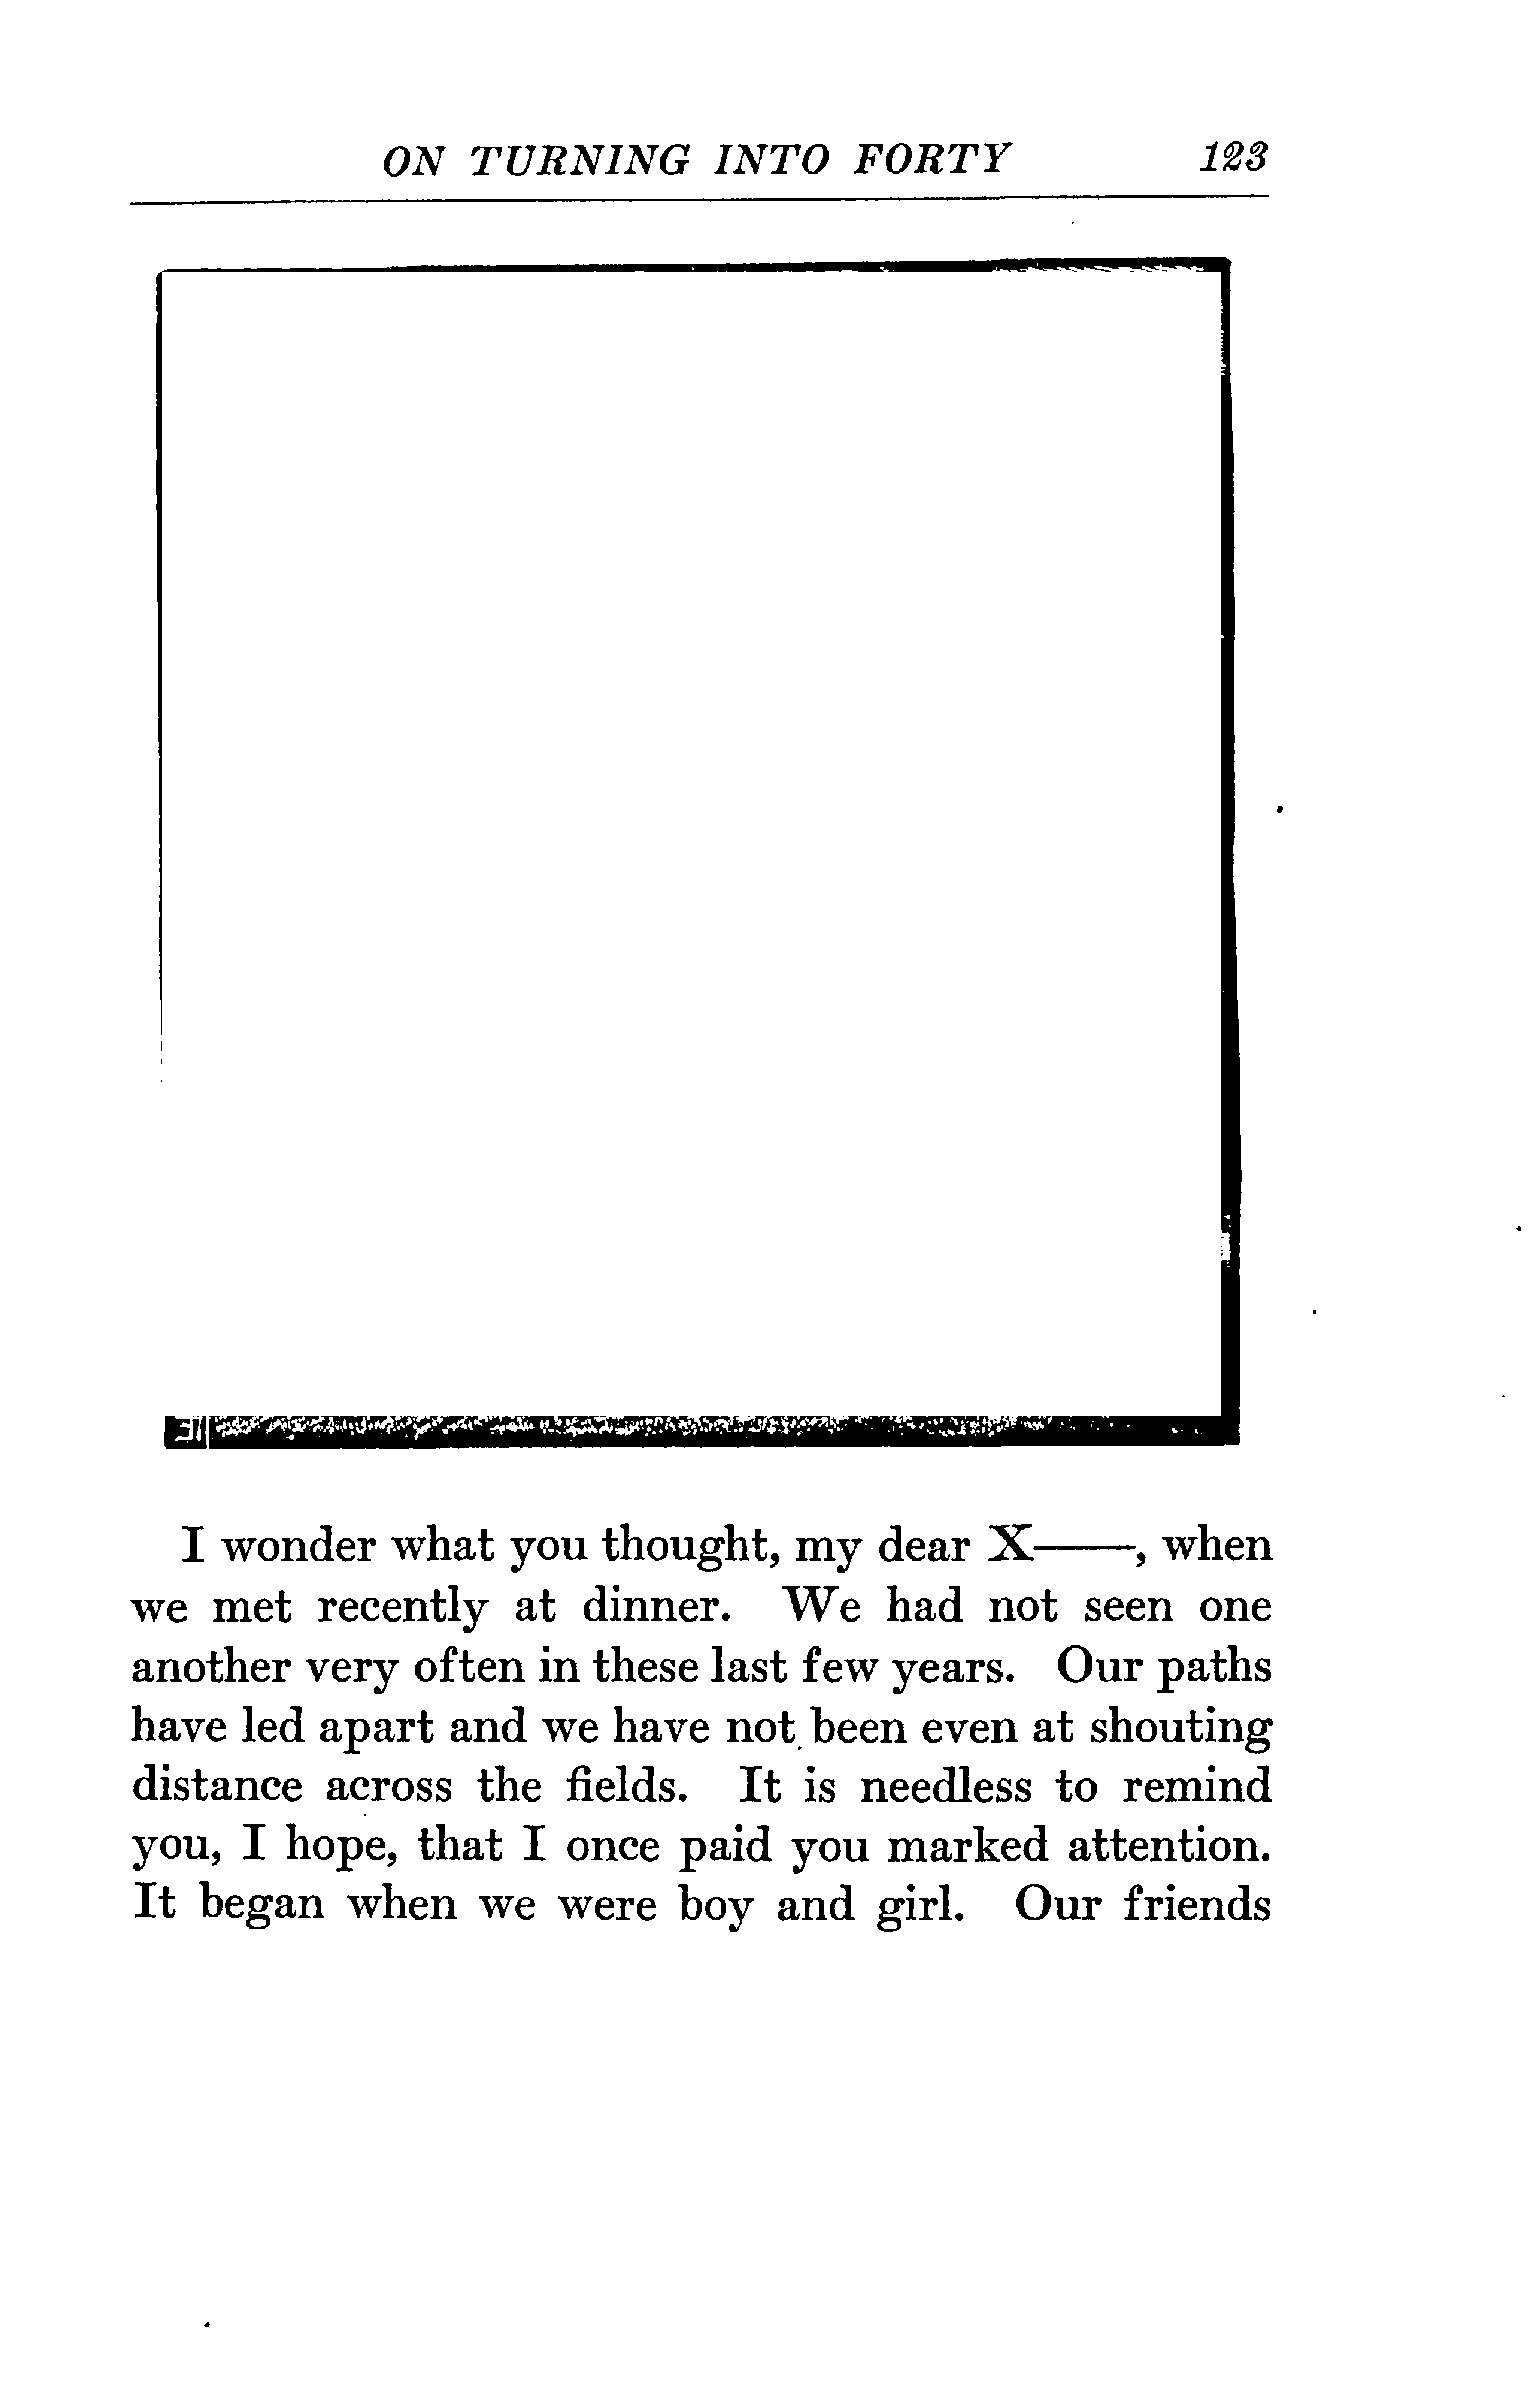 ON TURNING INTO FORTY 123
I wonder what you thought, my dear X——, when
we met recently at dinner. We had not seen one
another very often in these last few years. Our paths
have led apart and we have not been even at shouting
distance across the fields. It is needless to remind
you, I hope, that I once paid you marked attention.
It began when we were boy and girl. Our friends